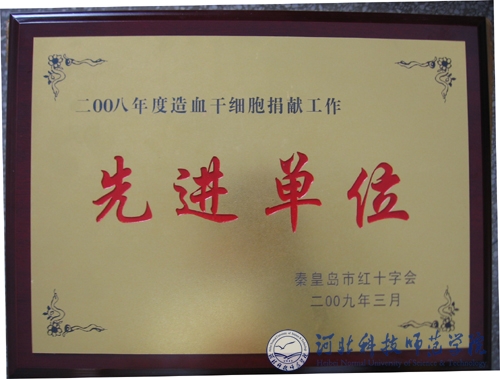 二00八年度造血干细胞捐献工作
先进单位
秦皇岛市红十字会
二00九年三月
河北科技师范学院